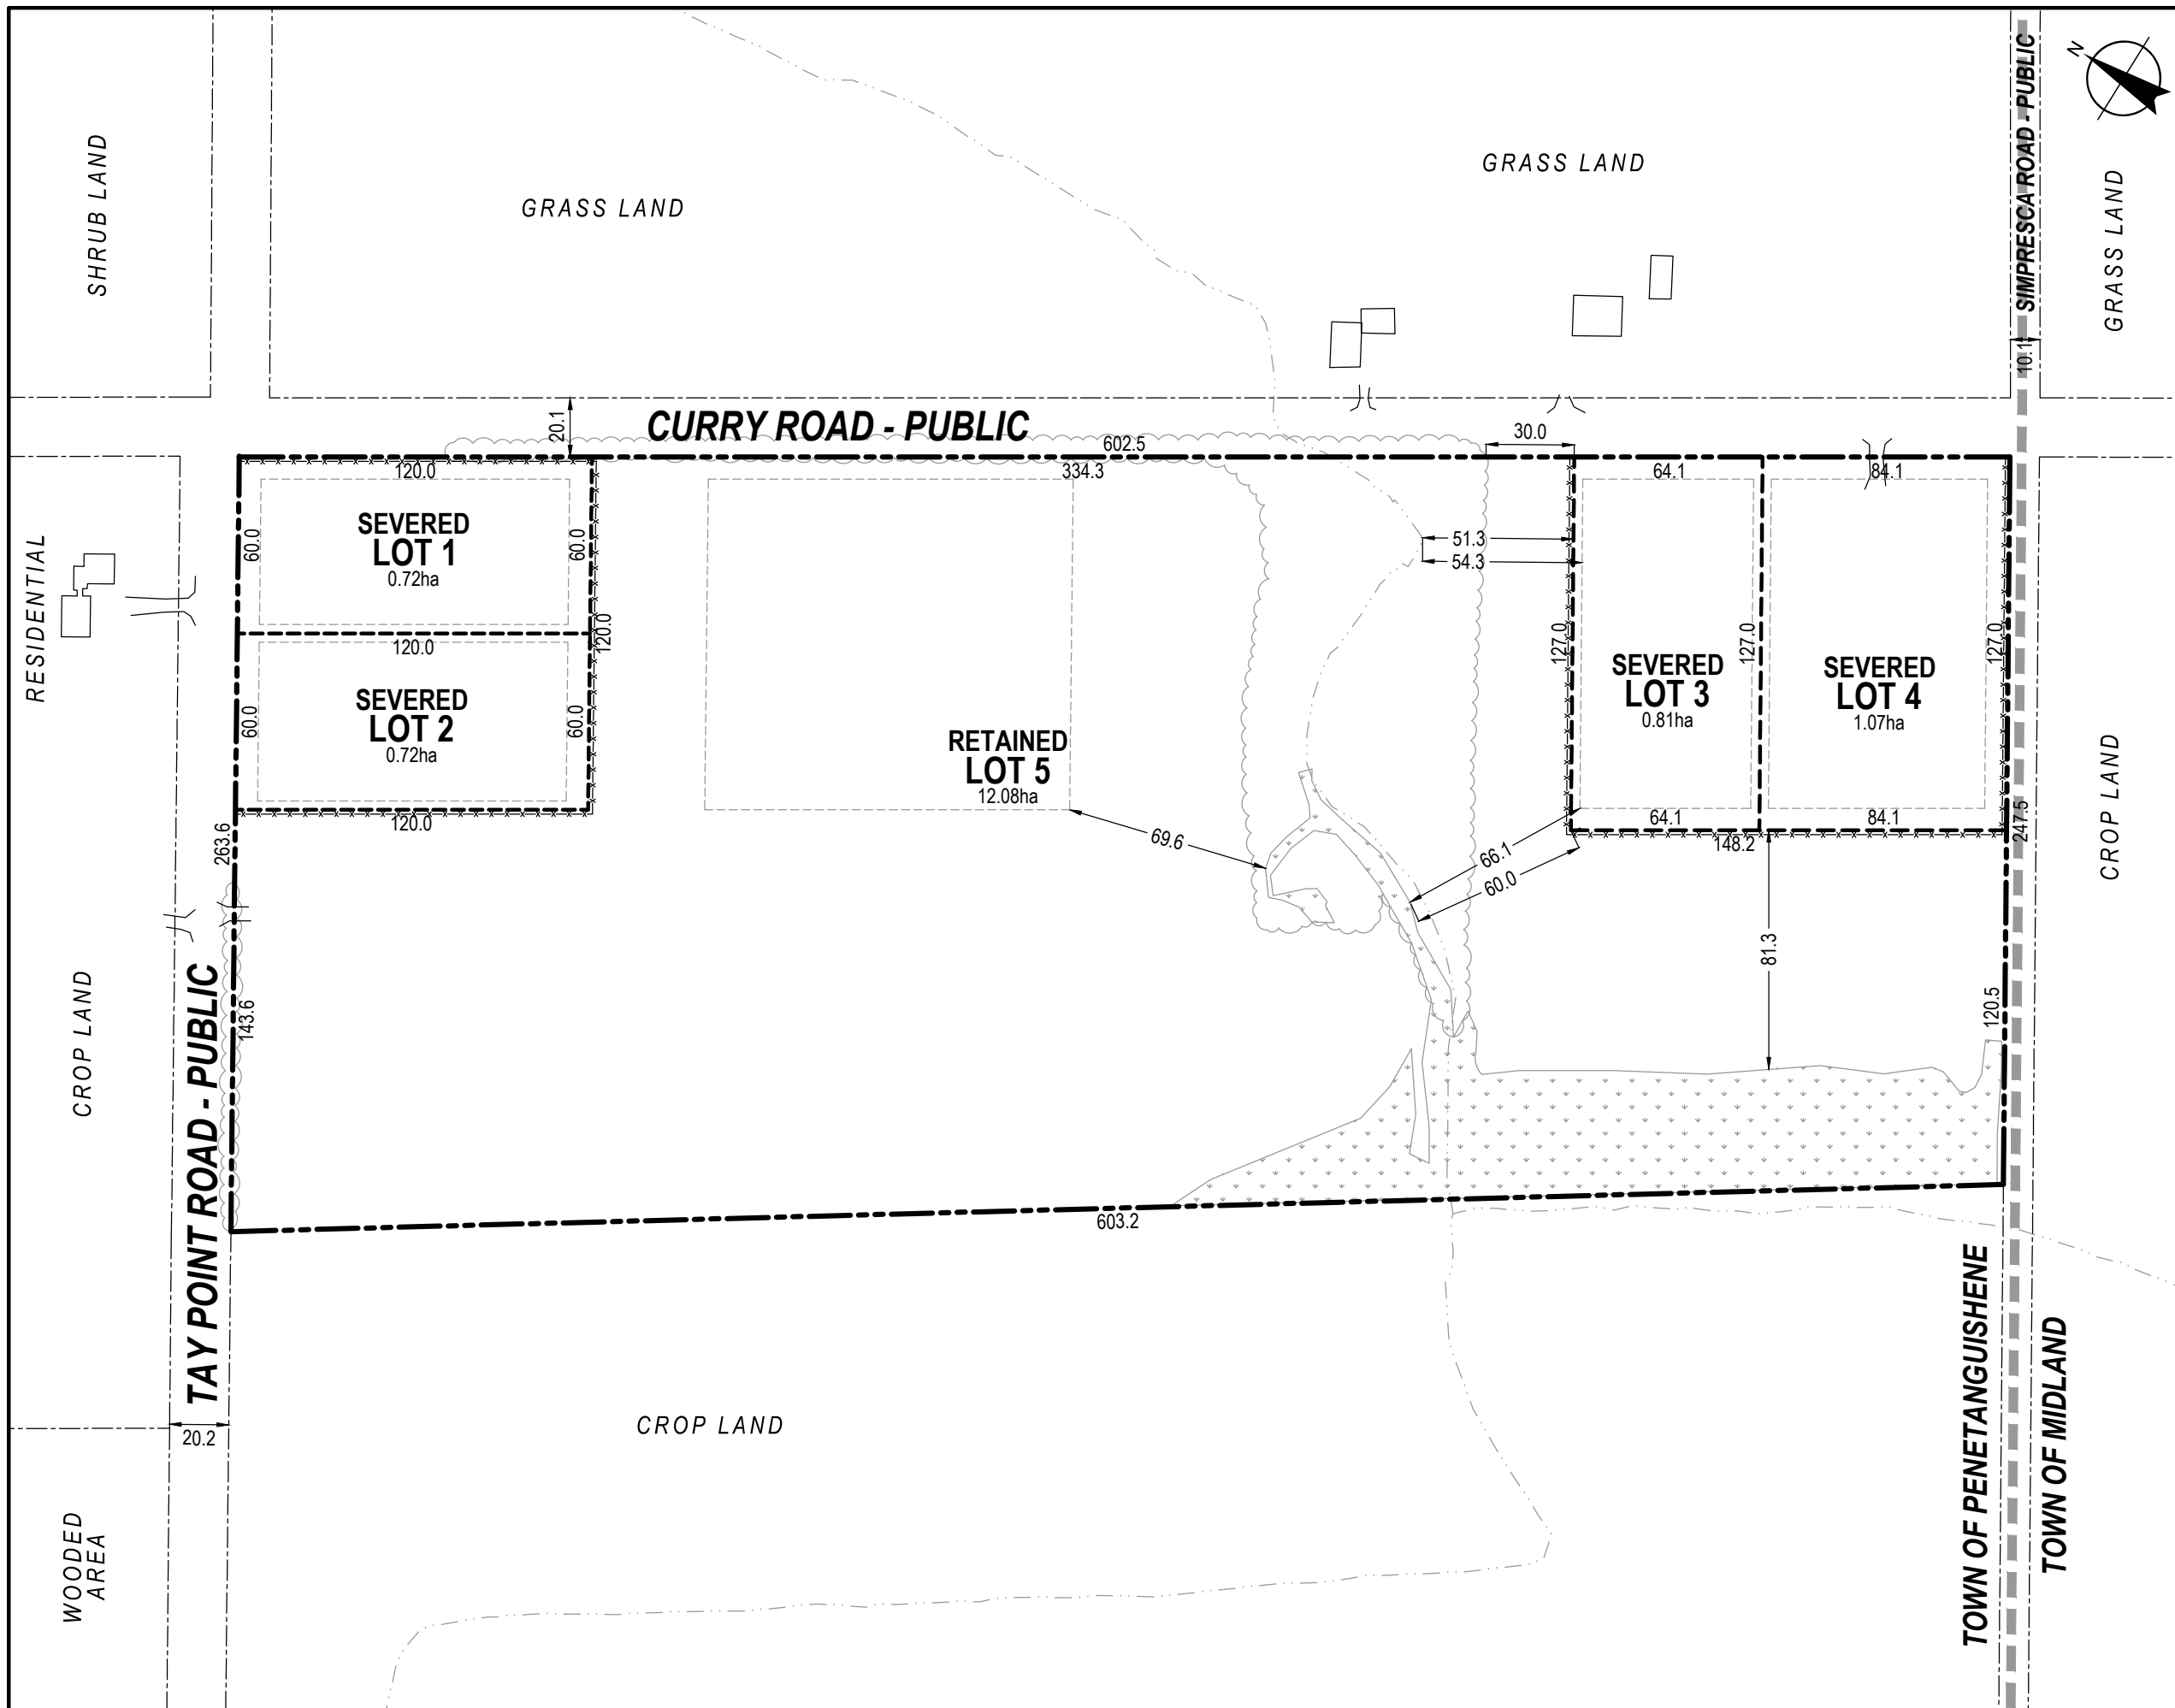 N
SIMPRESCA ROAD - PUBLIC
10.1
SHRUB LAND
GRASS LAND
GRASS LAND
GRASS LAND
20.1
CURRY ROAD - PUBLIC
602.5
30.0
120.0
334.3
64.1
84.1
RESIDENTIAL
60.0
SEVERED
LOT 1
0.72ha
60.0
51.3
54.3
120.0
120.0
60.0
SEVERED
LOT 2
0.72ha
60.0
120.0
RETAINED
LOT 5
12.08ha
127.0
SEVERED
LOT 3
0.81ha
127.0
SEVERED
LOT 4
1.07ha
127.0
64.1
84.1
148.2
247.5
CROP LAND
263.6
69.6
66.1
60.0
81.3
120.5
143.6
CROP LAND
TAY POINT ROAD - PUBLIC
603.2
20.2
CROP LAND
WOODED
AREA
TOWN OF PENETANGUISHENE
TOWN OF MIDLAND